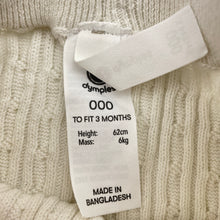 dymples
000
TO FIT 3 MONTHS
Height: 62cm
Mass: 6kg
MADE IN
BANGLADESH